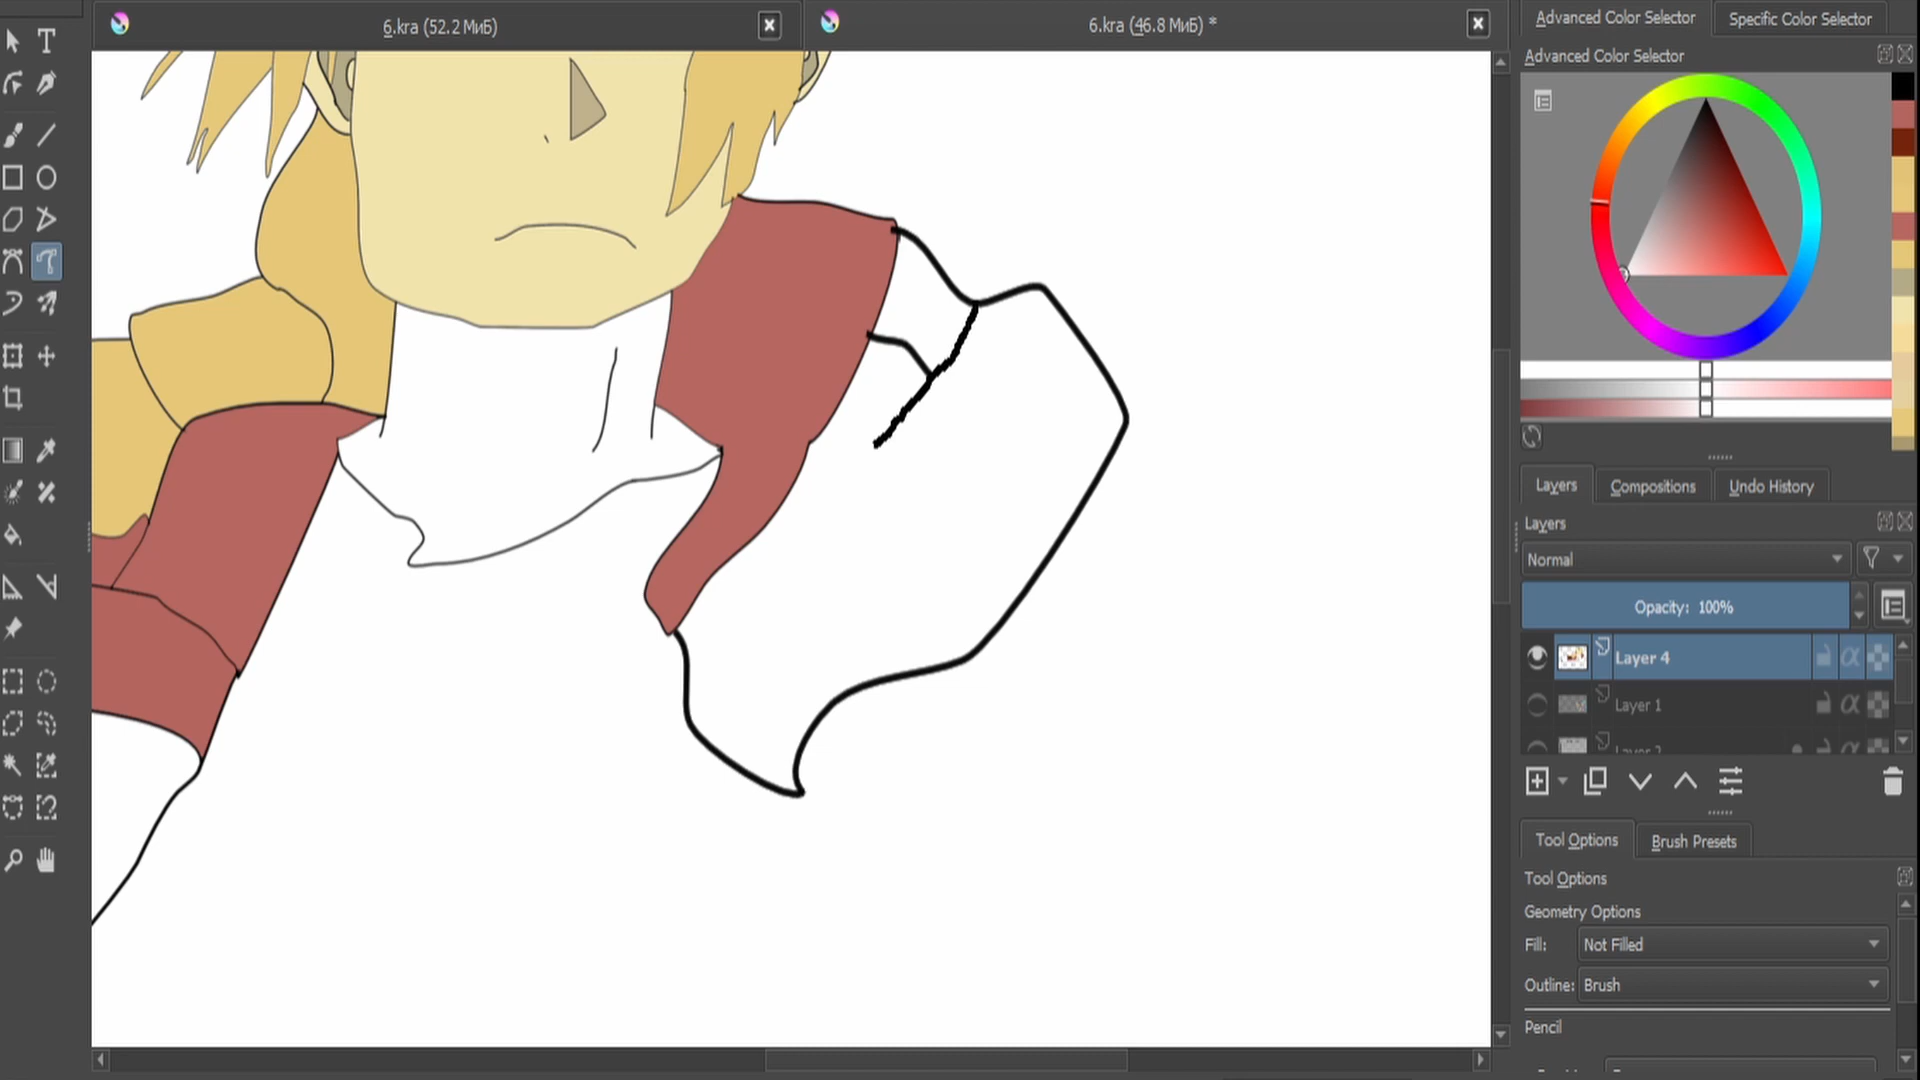 6.kra (52.2 МиБ)
6.kra (46.8 МиБ) *
Advanced Color Selector
Specific Color Selector
Advanced Color Selector
Layers
Compositions
Undo History
Layers
Normal
Opacity: 100%
Layer 4
Layer 1
Tool Options
Brush Presets
Tool Options
Geometry Options
Fill: Not Filled
Outline: Brush
Pencil